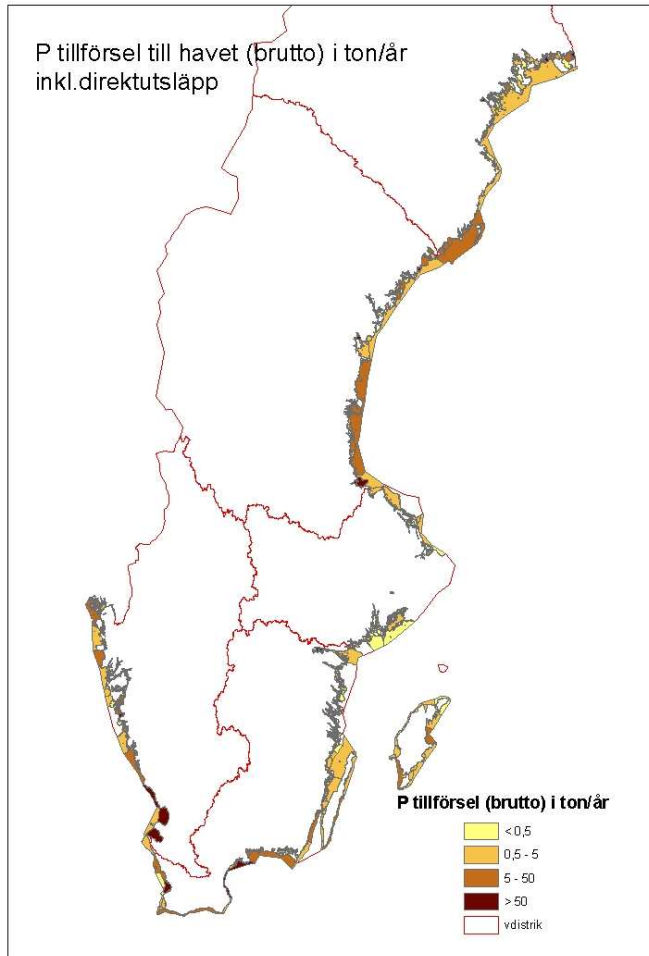 P tillförsel till havet (brutto) i ton/år
inkl.direktutsläpp
P tillförsel (brutto) i ton/år
< 0,5
0,5 - 5
5 - 50
> 50
vdistrik